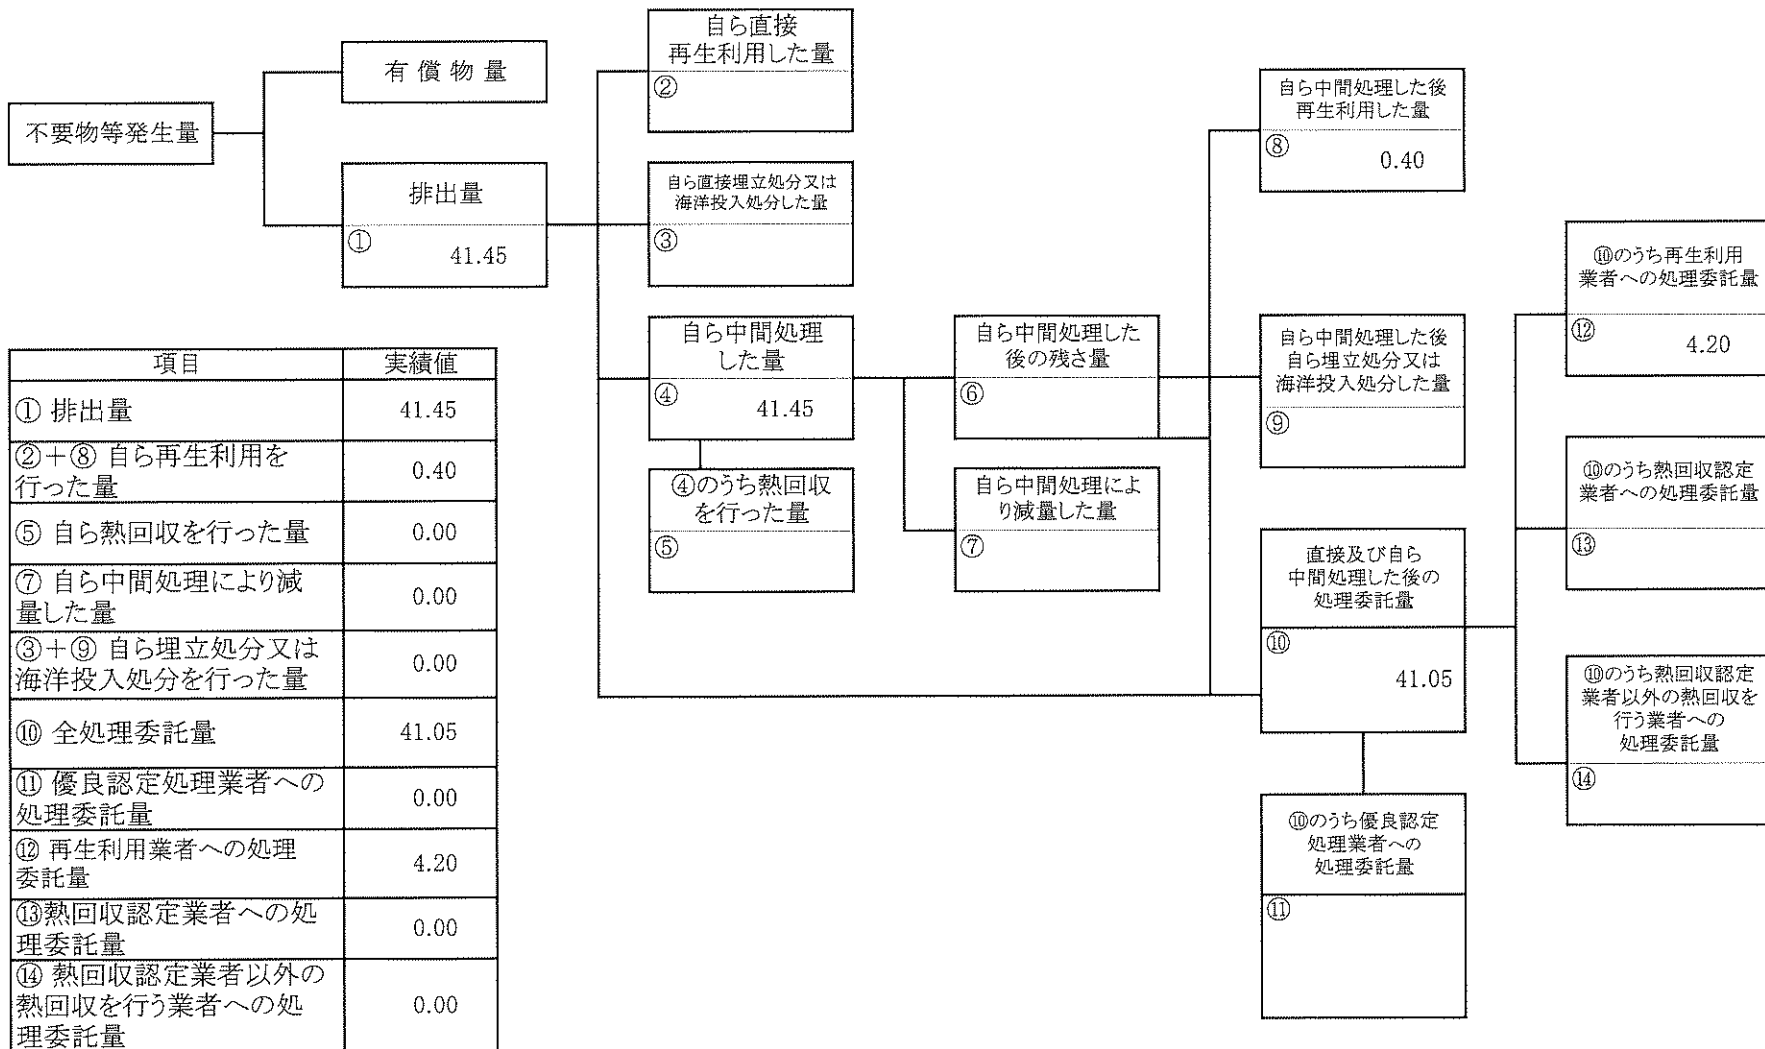 不要物等発生量
有 償 物 量
排出量
①
41.45
自ら直接
再生利用した量
②
自ら直接埋立処分又は
海洋投入処分した量
③
自ら中間処理
した量
④
41.45
④のうち熱回収
を行った量
⑤
自ら中間処理した
後の残さ量
⑥
自ら中間処理によ
り減量した量
⑦
自ら中間処理した後
再生利用した量
⑧
0.40
自ら中間処理した後
自ら埋立処分又は
海洋投入処分した量
⑨
直接及び自ら
中間処理した後の
処理委託量
⑩
41.05
⑩のうち優良認定
処理業者への
処理委託量
⑪
⑩のうち再生利用
業者への処理委託量
⑫
4.20
⑩のうち熱回収認定
業者への処理委託量
⑬
⑩のうち熱回収認定
業者以外の熱回収を
行う業者への
処理委託量
⑭
項目 実績値
① 排出量 41.45
②＋⑧ 自ら再生利用を
行った量 0.40
⑤ 自ら熱回収を行った量 0.00
⑦ 自ら中間処理により減
量した量 0.00
③＋⑨ 自ら埋立処分又は
海洋投入処分を行った量 0.00
⑩ 全処理委託量 41.05
⑪ 優良認定処理業者への
処理委託量 0.00
⑫ 再生利用業者への処理
委託量 4.20
⑬熱回収認定業者への処
理委託量 0.00
⑭ 熱回収認定業者以外の
熱回収を行う業者への処
理委託量 0.00